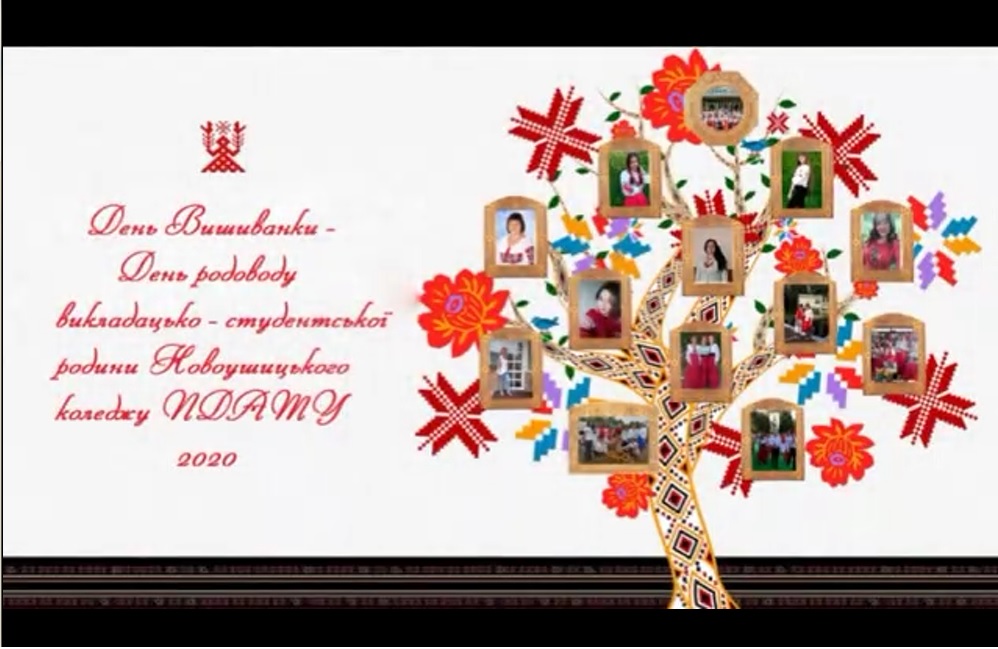 День Вишиванки -
День родоводу
викладацько - студентської
родини Новоушицького
коледжу ПДАТУ
2020